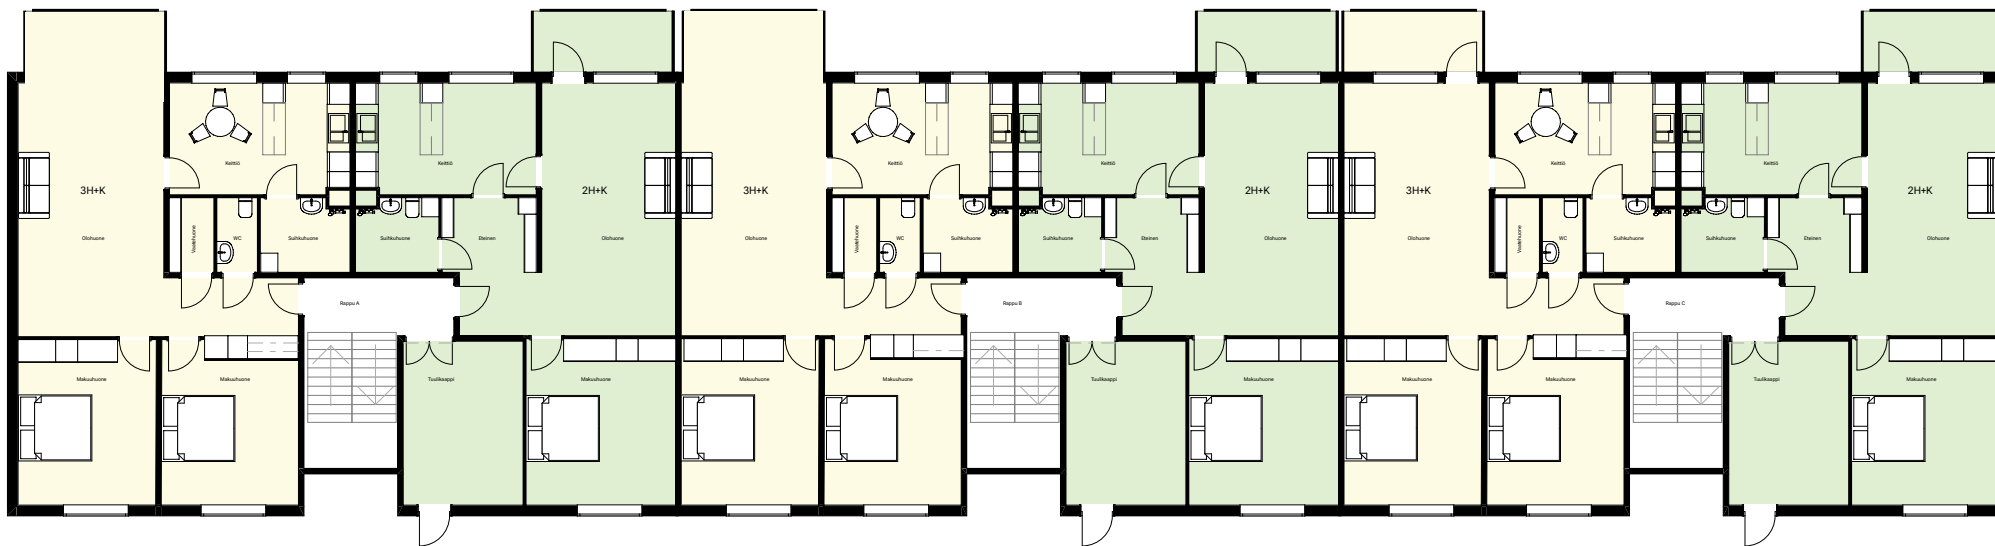 Keittiö
Keittiö
Keittiö
Keittiö
Keittiö
Keittiö
3H+K
2H+K
3H+K
2H+K
3H+K
2H+K
Olohuone
Vaatehuone
WC
Suihkuhuone
Suihkuhuone
Eteinen
Olohuone
Olohuone
Vaatehuone
WC
Suihkuhuone
Suihkuhuone
Eteinen
Olohuone
Olohuone
Vaatehuone
WC
Suihkuhuone
Suihkuhuone
Eteinen
Olohuone
Rappu A
Rappu B
Rappu C
Makuuhuone
Makuuhuone
Tuulikaappi
Makuuhuone
Makuuhuone
Makuuhuone
Tuulikaappi
Makuuhuone
Makuuhuone
Makuuhuone
Tuulikaappi
Makuuhuone